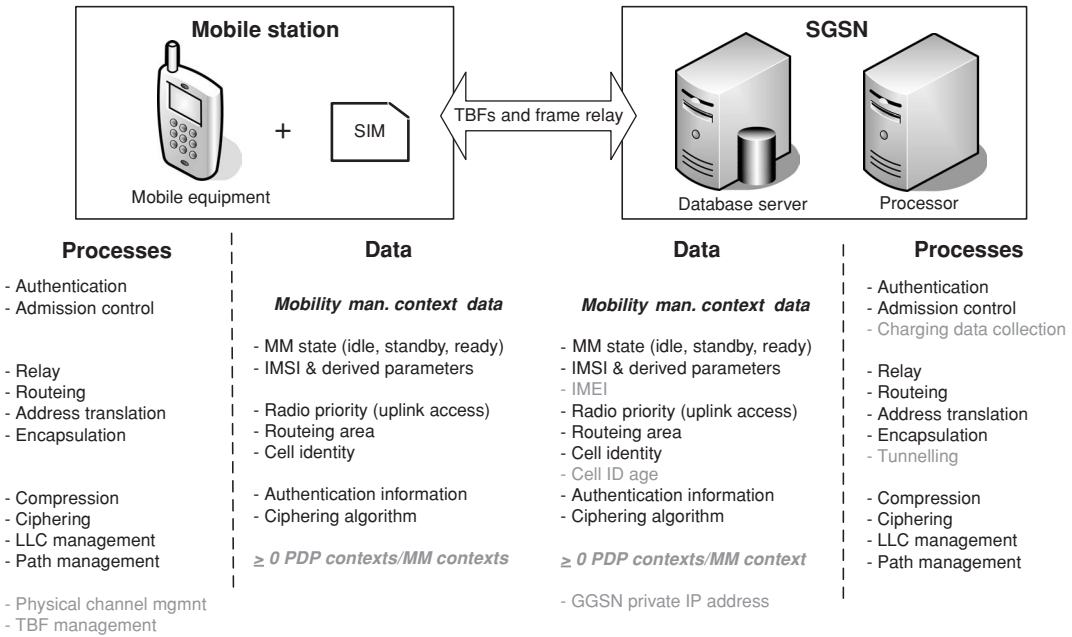 Mobile station
SGSN
TBFs and frame relay
+
SIM
Mobile equipment
Database server
Processor
Processes
- Authentication
- Admission control
- Relay
- Routeing
- Address translation
- Encapsulation
- Compression
- Ciphering
- LLC management
- Path management
- Physical channel mgmnt
- TBF management
Data
Mobility man. context data
- MM state (idle, standby, ready)
- IMSI & derived parameters
- Radio priority (uplink access)
- Routeing area
- Cell identity
- Authentication information
- Ciphering algorithm
≥ 0 PDP contexts/MM contexts
Data
Mobility man. context data
- MM state (idle, standby, ready)
- IMSI & derived parameters
- IMEI
- Radio priority (uplink access)
- Routeing area
- Cell identity
- Cell ID age
- Authentication information
- Ciphering algorithm
≥ 0 PDP contexts/MM context
- GGSN private IP address
Processes
- Authentication
- Admission control
- Charging data collection
- Relay
- Routing
- Address translation
- Encapsulation
- Tunnelling
- Compression
- Ciphering
- LLC management
- Path management